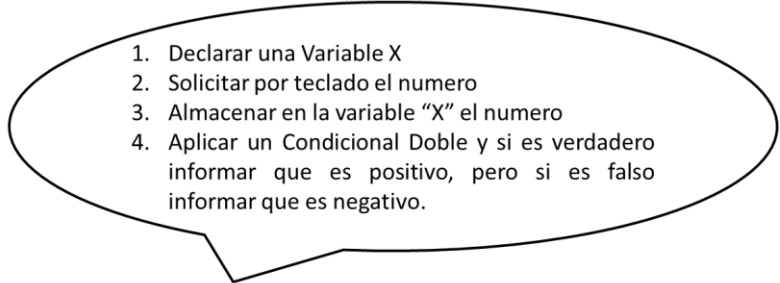 1. Declarar una Variable X
2. Solicitar por teclado el numero
3. Almacenar en la variable “X” el numero
4. Aplicar un Condicional Doble y si es verdadero
informar que es positivo, pero si es falso
informar que es negativo.